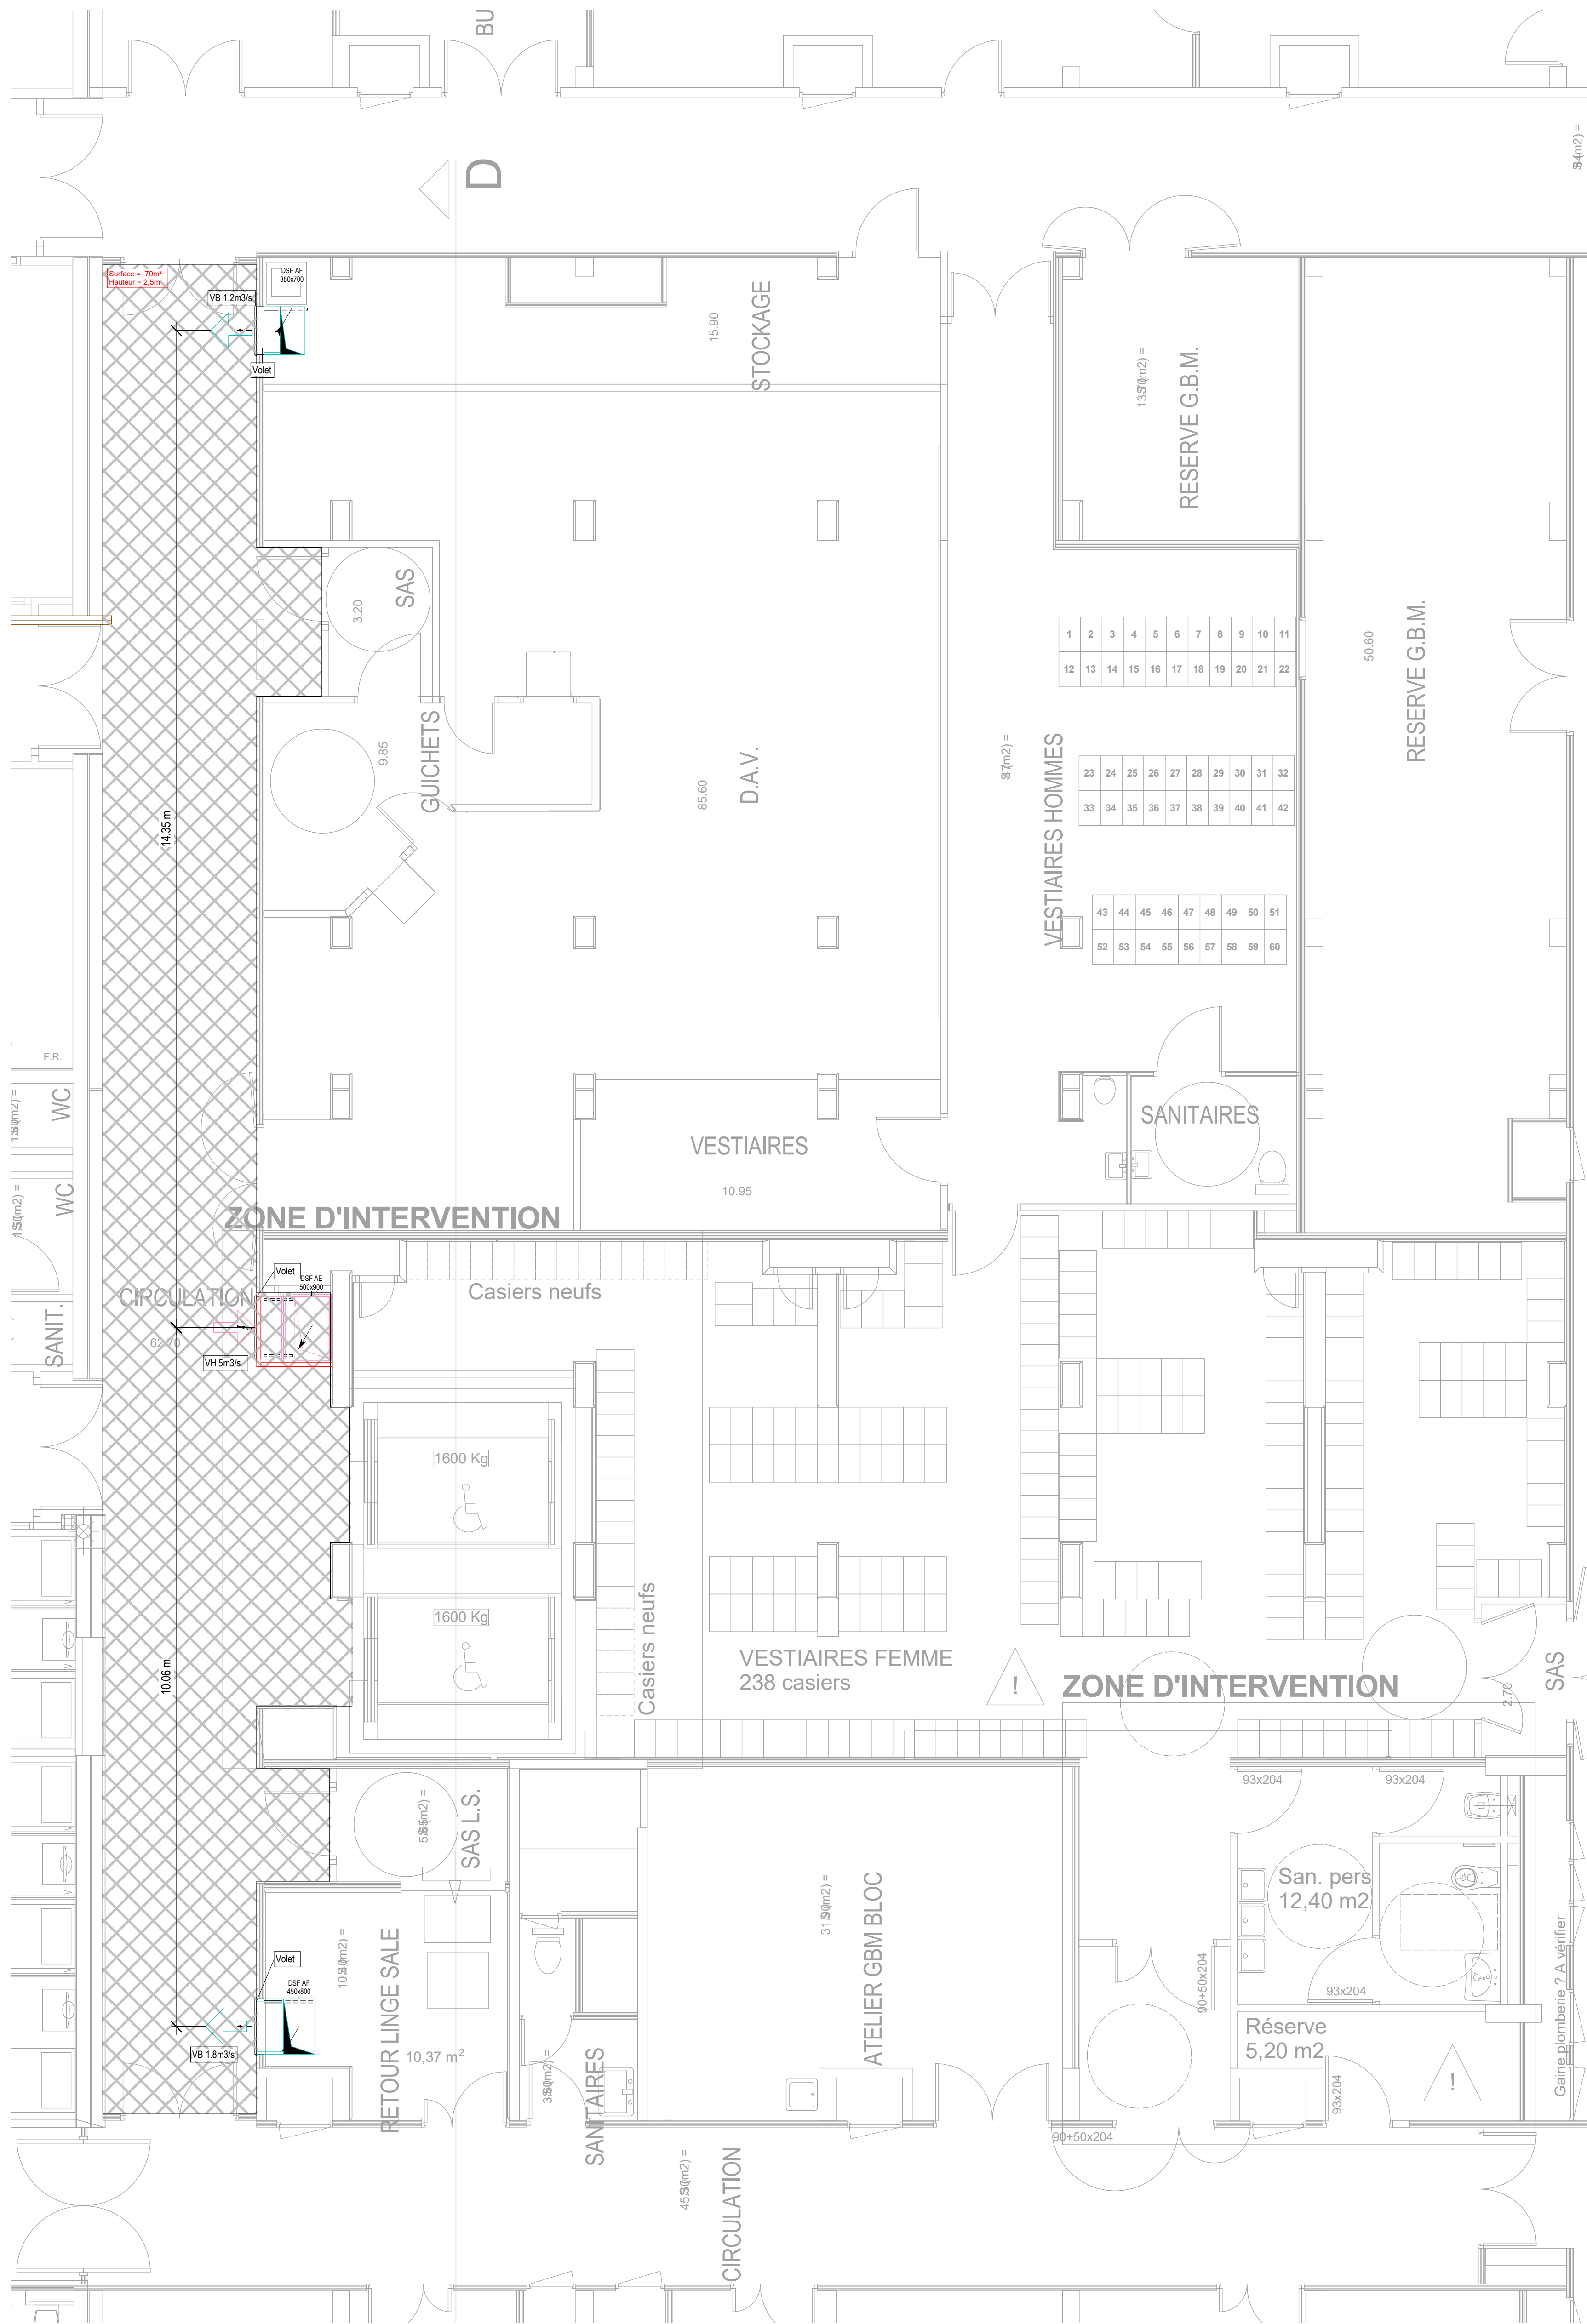 BU
D
S (m2) =
Surface = 70m²
Hauteur = 2,5m
VB 1.2m3/s
DSF AF
350x700
Volet
15.90
STOCKAGE
RESERVE G.B.M.
3.20
SAS
1 2 3 4 5 6 7 8 9 10 11
12 13 14 15 16 17 18 19 20 21 22
50.60
RESERVE G.B.M.
9.85
GUICHETS
85.60
D.A.V.
VESTIAIRES HOMMES
23 24 25 26 27 28 29 30 31 32
33 34 35 36 37 38 39 40 41 42
14.35 m
43 44 45 46 47 48 49 50 51
52 53 54 55 56 57 58 59 60
F.R.
WC
WC
SANITAIRES
VESTIAIRES
10.95
ZONE D'INTERVENTION
Volet
DSF AE
500x900
CIRCULATION
62.70
VH 5m3/s
SANIT.
Casiers neufs
1600 Kg
1600 Kg
Casiers neufs
10.06 m
VESTIAIRES FEMME
238 casiers
!
ZONE D'INTERVENTION
2.70
SAS
93x204
93x204
SAS L.S.
San. pers
12,40 m2
ATELIER GBM BLOC
RETOUR LINGE SALE
10,37 m²
Volet
DSF AF
450x800
VB 1.8m3/s
90+50x204
93x204
Réserve
5,20 m2
!
93x204
Gaine plomberie ? A vérifier
SANITAIRES
90+50x204
CIRCULATION